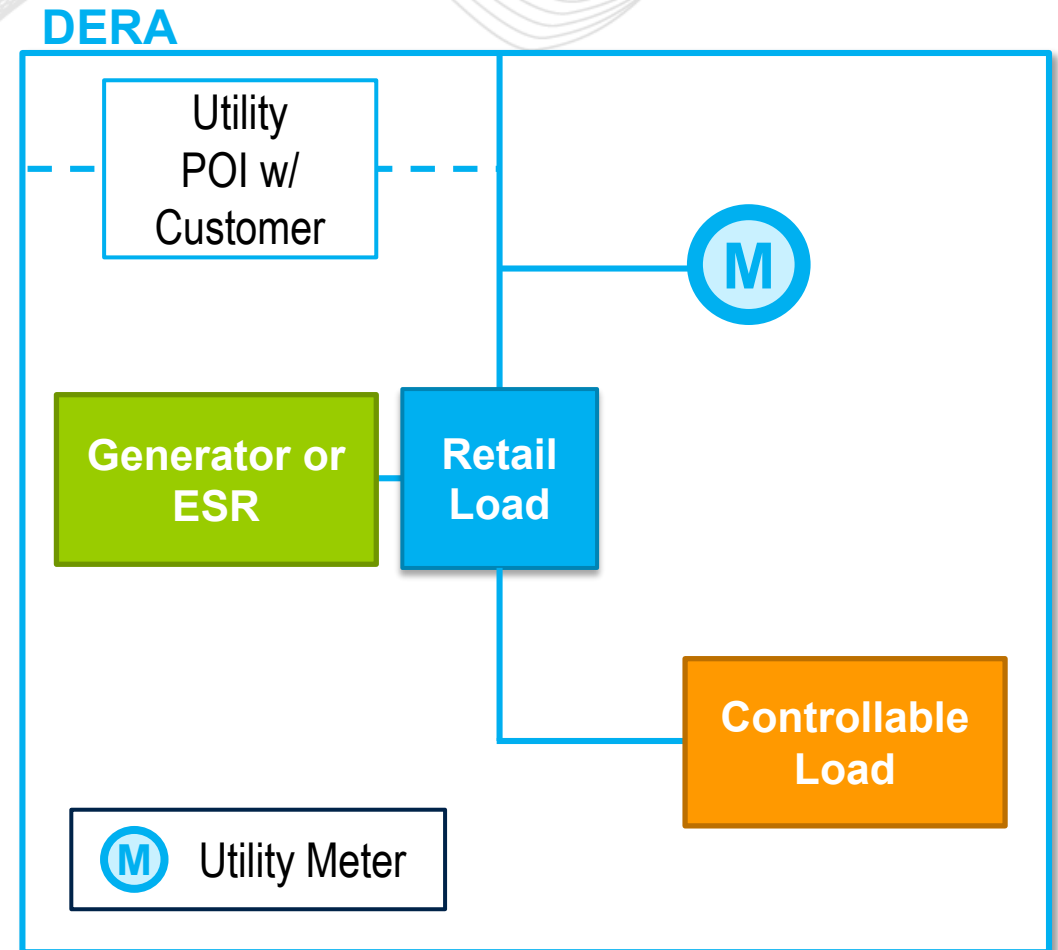 DERA
Utility
POI w/
Customer
M
Generator or
ESR
Retail
Load
Controllable
Load
M Utility Meter